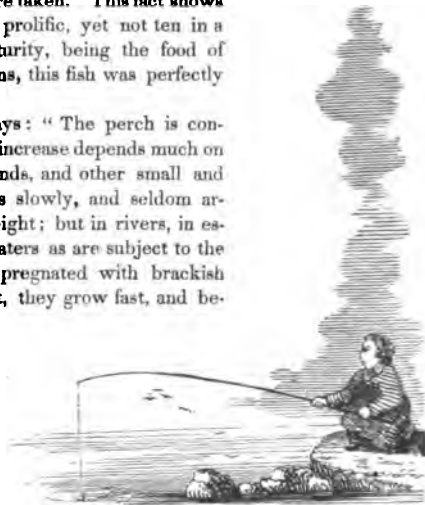 re taken. This fact shows
prolific, yet not ten in a
turity, being the food of
ns, this fish was perfectly
ys: “ The perch is con-
increase depends much on
nds, and other small and
s slowly, and seldom ar-
eight; but in rivers, in es-
aters as are subject to the
pregnated with brackish
t, they grow fast, and be-